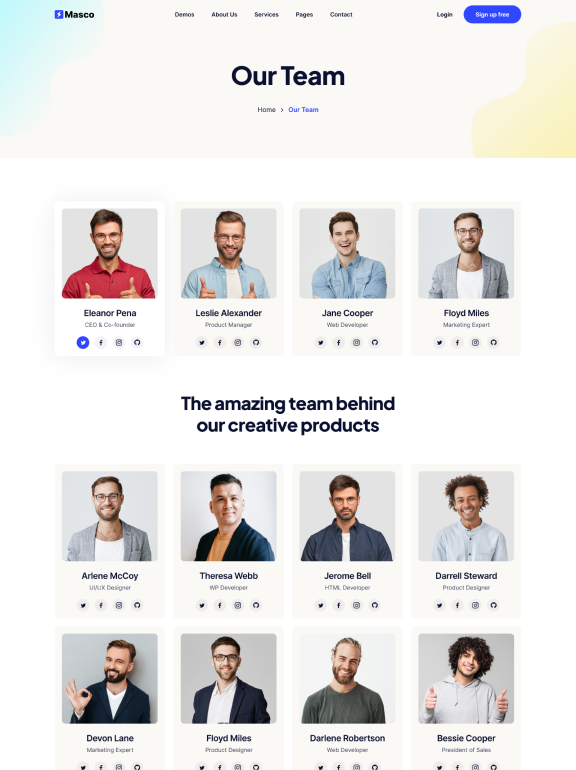 Masco
Demos
About Us
Services
Pages
Contact
Login
Sign up free
Our Team
Home > Our Team
Eleanor Pena
CEO & Co-founder
Leslie Alexander
Product Manager
Jane Cooper
Web Developer
Floyd Miles
Marketing Expert
The amazing team behind
our creative products
Arlene McCoy
UI/UX Designer
Theresa Webb
WP Developer
Jerome Bell
HTML Developer
Darrell Steward
Product Designer
Devon Lane
Marketing Expert
Floyd Miles
Product Designer
Darlene Robertson
Web Developer
Bessie Cooper
President of Sales